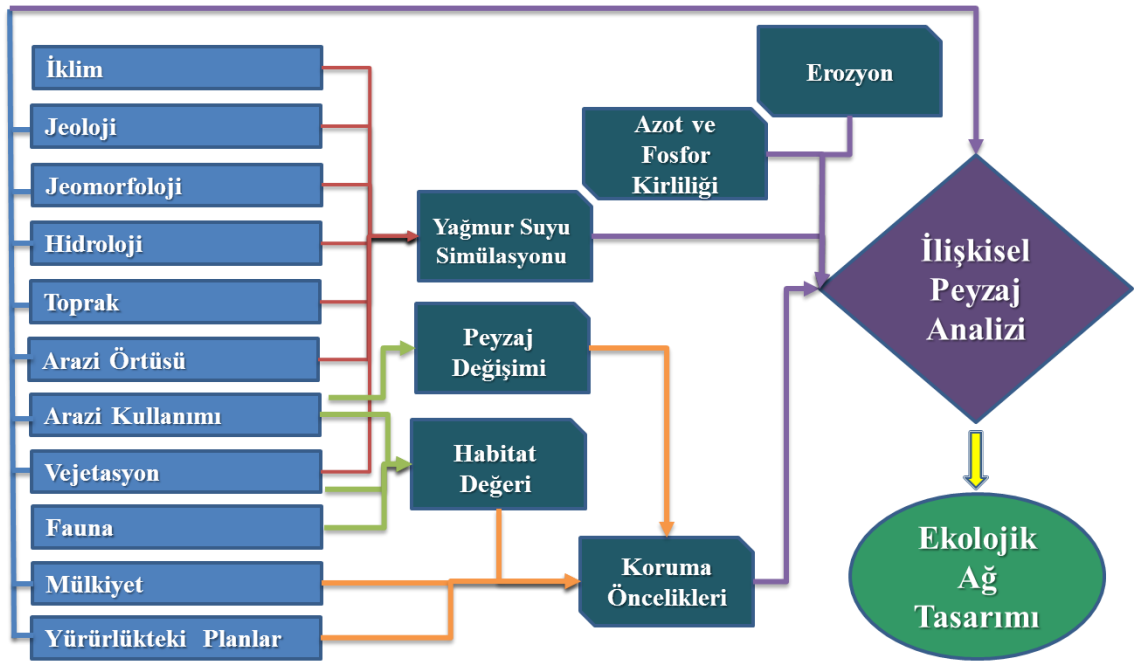 İklim
Jeoloji
Jeomorfoloji
Hidroloji
Toprak
Arazi Örtüsü
Arazi Kullanımı
Vejetasyon
Fauna
Mülkiyet
Yürürlükteki Planlar
Yağmur Suyu
Simülasyonu
Peyzaj
Değişimi
Habitat
Değeri
Erozyon
Azot ve
Fosfor
Kirliliği
Koruma
Öncelikleri
İlişkisel
Peyzaj
Analizi
Ekolojik
Ağ
Tasarımı